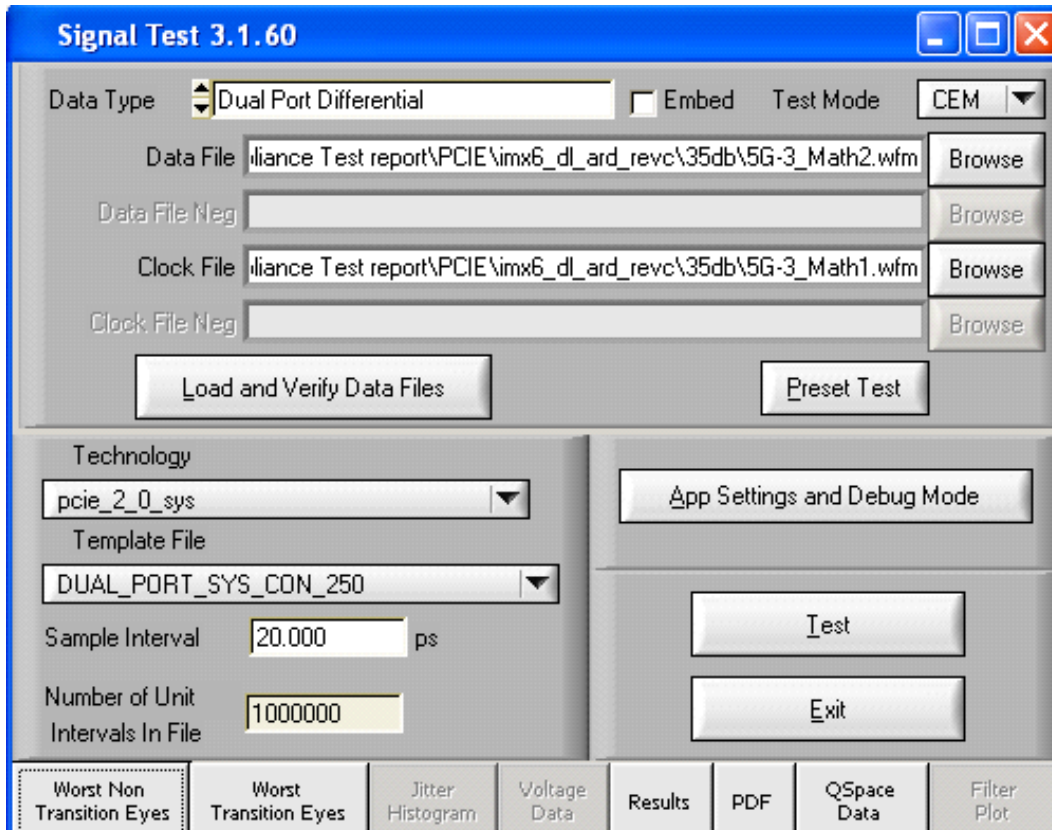 Signal Test 3.1.60
Data Type Dual Port Differential Embed Test Mode CEM
Data File liance Test report\PCIE\imx6_dl_ard_revc\35db\5G-3_Math2.wfm Browse
Data File Neg Browse
Clock File liance Test report\PCIE\imx6_dl_ard_revc\35db\5G-3_Math1.wfm Browse
Clock File Neg Browse
Load and Verify Data Files Preset Test
Technology
pcie_2_0_sys
App Settings and Debug Mode
Template File
DUAL_PORT_SYS_CON_250
Sample Interval 20.000 ps
Test
Number of Unit
Intervals In File
1000000
Exit
Worst Non
Transition Eyes
Worst
Transition Eyes
Jitter
Histogram
Voltage
Data
Results
PDF
QSpace
Data
Filter
Plot